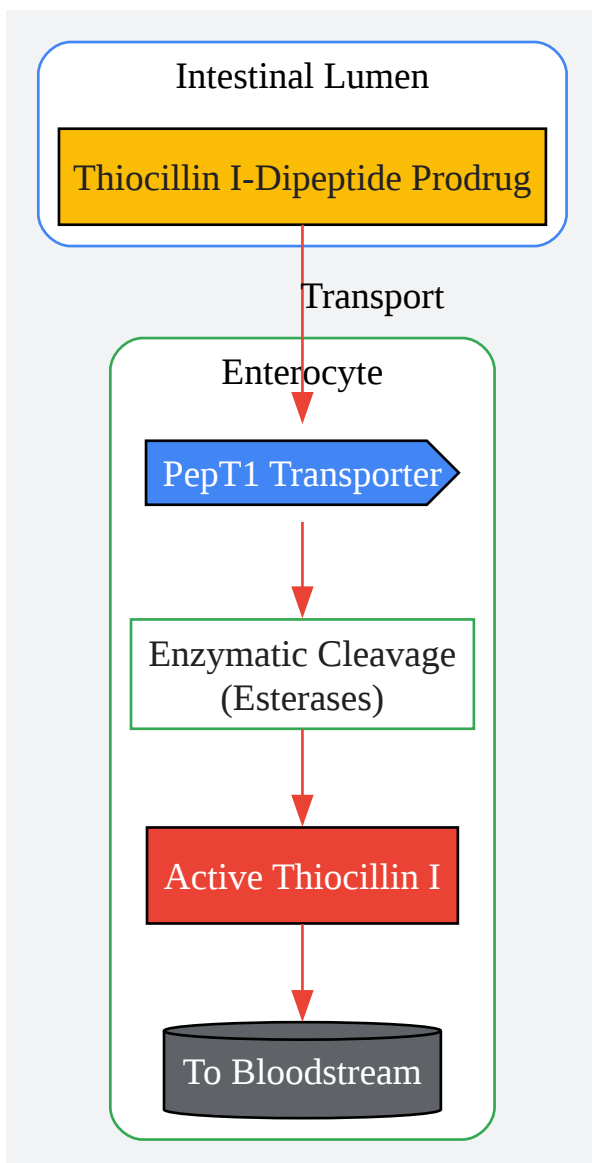 Intestinal Lumen
Thiocillin I-Dipeptide Prodrug
Transport
Enterocyte
PepT1 Transporter
Enzymatic Cleavage
(Esterases)
Active Thiocillin I
To Bloodstream